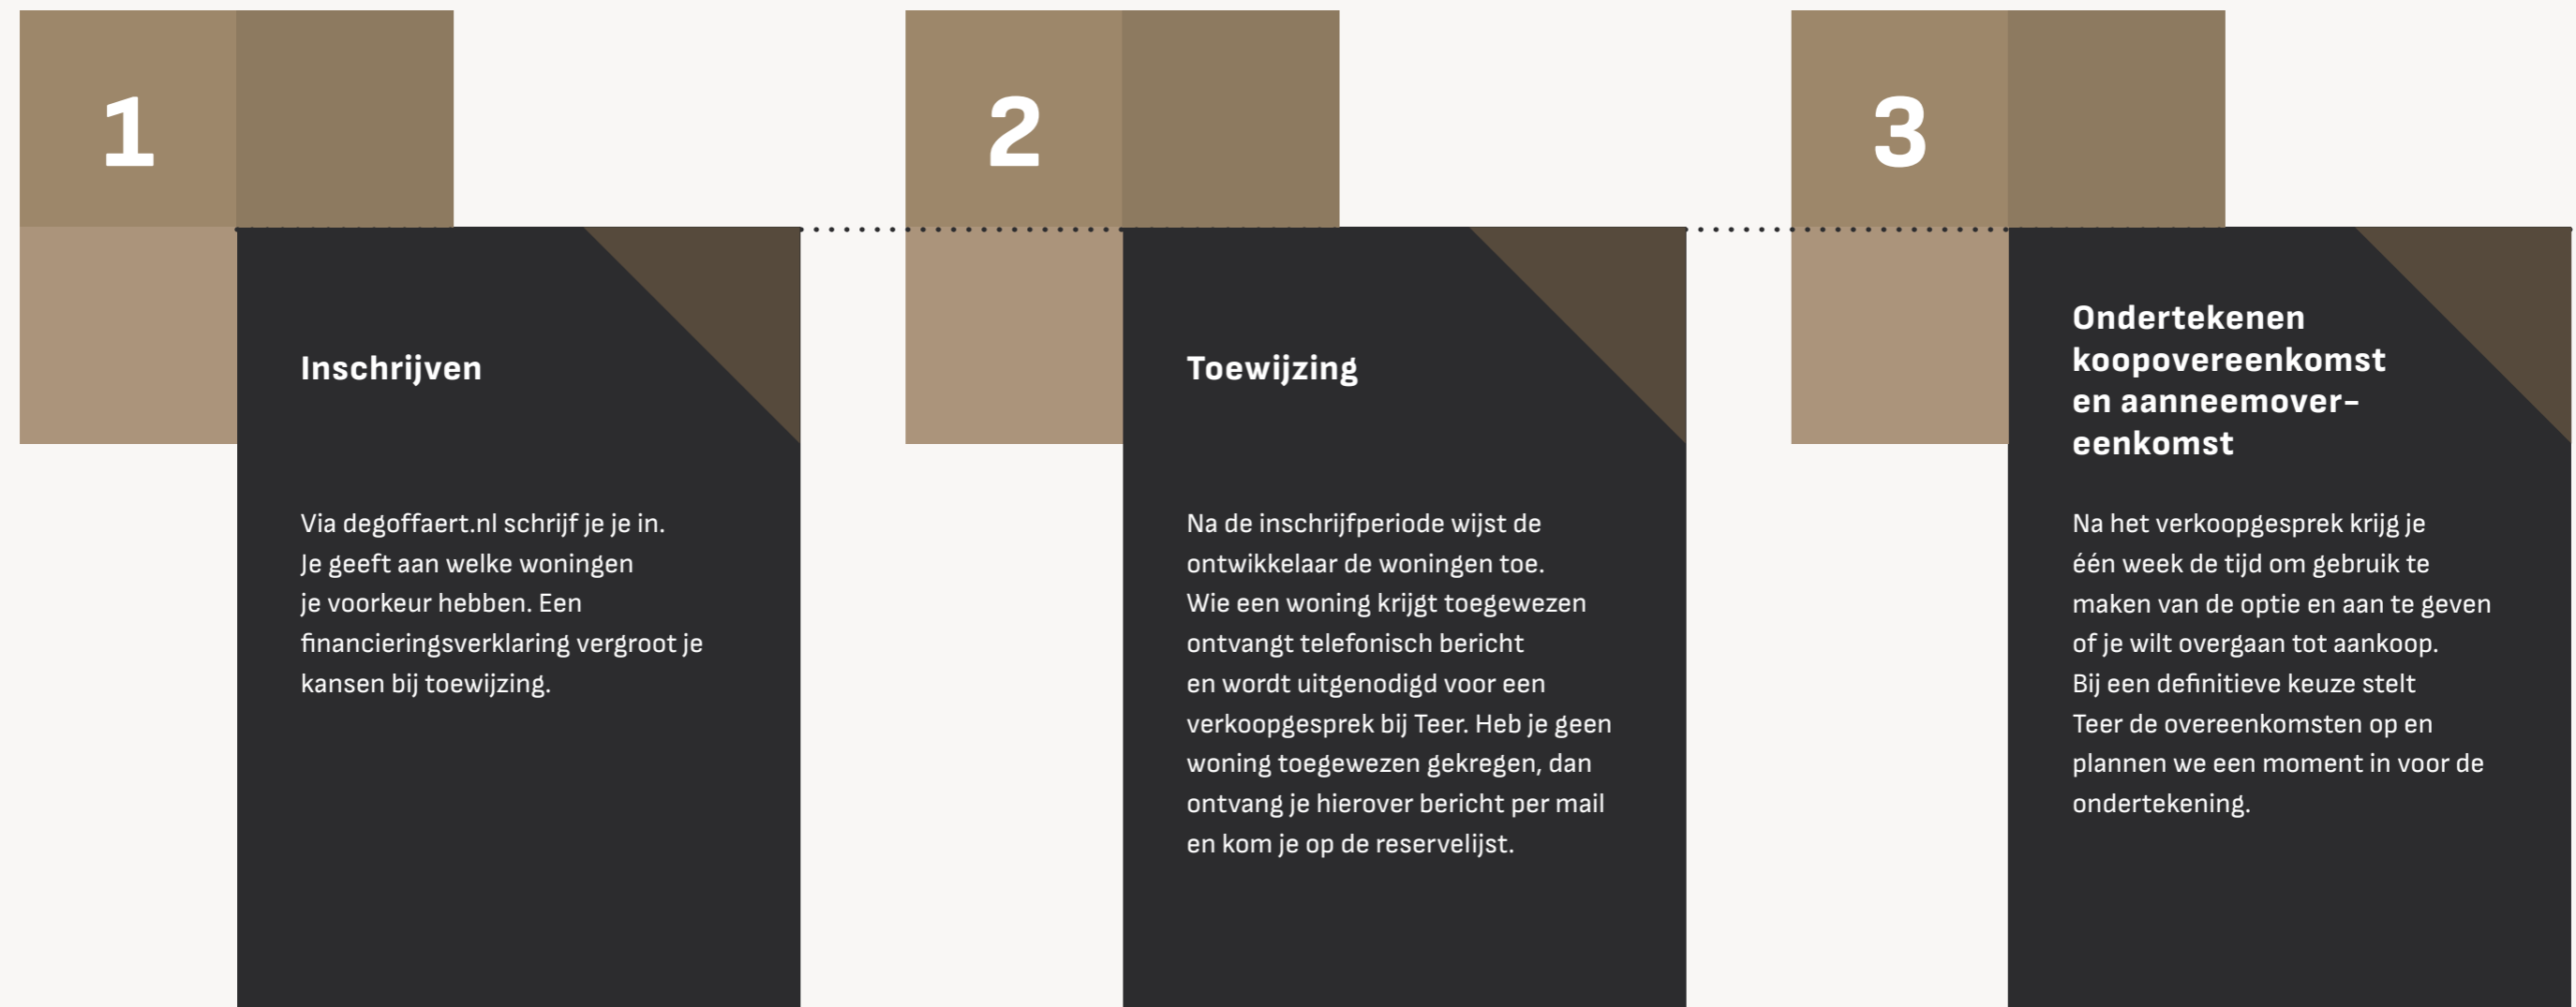 1
Inschrijven
Via degoffaert.nl schrijf je je in.
Je geeft aan welke woningen
je voorkeur hebben. Een
financieringsverklaring vergroot je
kansen bij toewijzing.
2
Toewijzing
Na de inschrijfperiode wijst de
ontwikkelaar de woningen toe.
Wie een woning krijgt toegewezen
ontvangt telefonisch bericht
en wordt uitgenodigd voor een
verkoopgesprek bij Teer. Heb je geen
woning toegewezen gekregen, dan
ontvang je hierover bericht per mail
en kom je op de reservelijst.
3
Ondertekenen
koopovereenkomst
en aanneemover-
eenkomst
Na het verkoopgesprek krijg je
één week de tijd om gebruik te
maken van de optie en aan te geven
of je wilt overgaan tot aankoop.
Bij een definitieve keuze stelt
Teer de overeenkomsten op en
plannen we een moment in voor de
ondertekening.